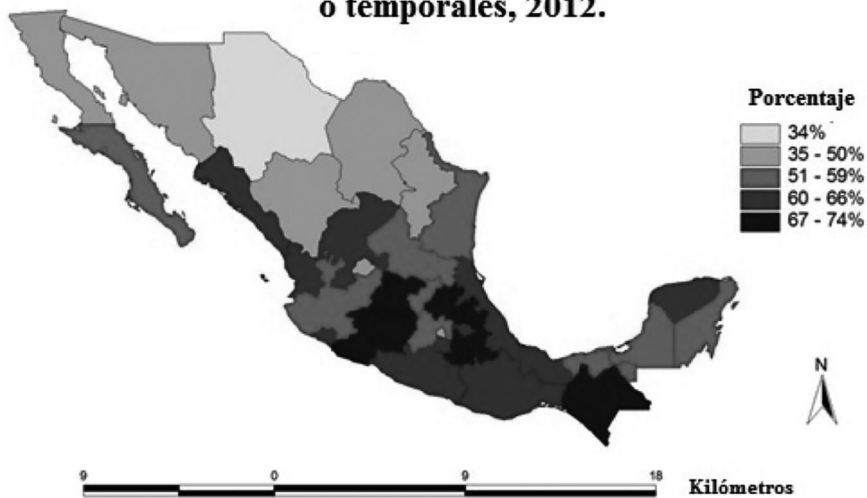 o temporales, 2012.
Porcentaje
34%
35 - 50%
51 - 59%
60 - 66%
67 - 74%
N
9 0 9 18 Kilómetros